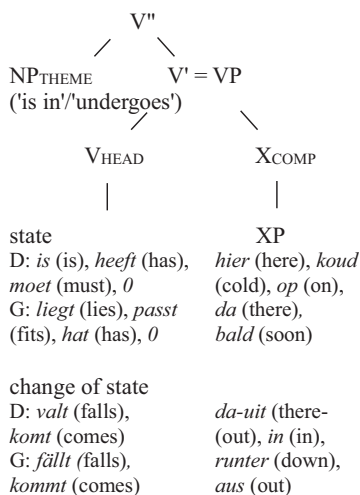 V"
NPTHEME V' = VP
('is in'/'undergoes')
VHEAD XCOMP
state XP
D: is (is), heeft (has), hier (here), koud
moet (must), 0 (cold), op (on),
G: liegt (lies), passt da (there),
(fits), hat (has), 0 bald (soon)
change of state
D: valt (falls), da-uit (there-
komt (comes) (out), in (in),
G: fällt (falls), runter (down),
kommt (comes) aus (out)